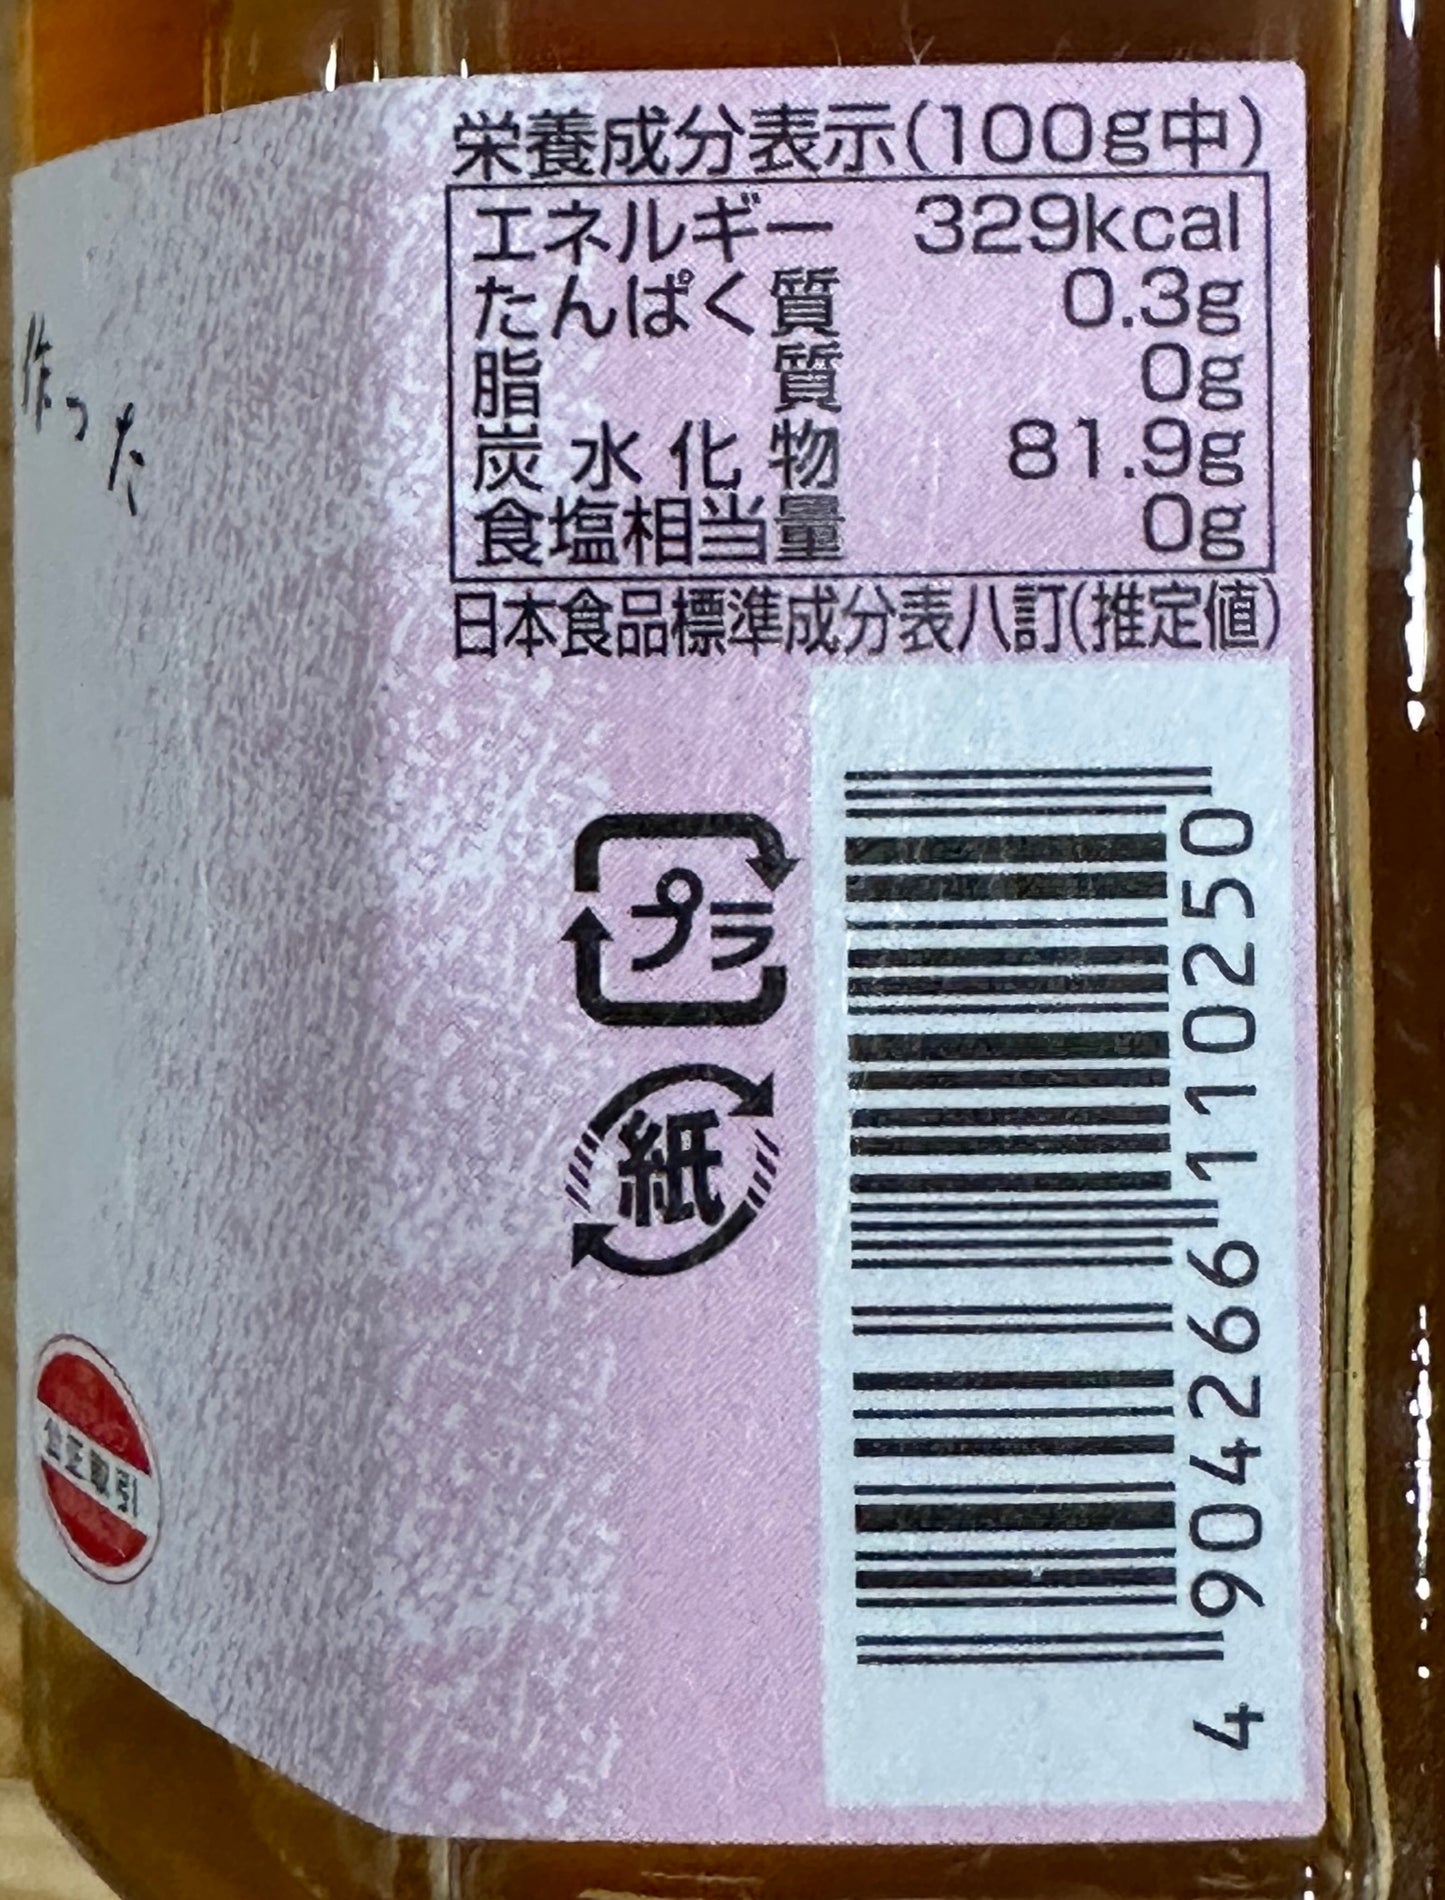 栄養成分表示(100g中)
エネルギー 329kcal
たんぱく質 0.3g
脂質 0g
炭水化物 81.9g
食塩相当量 0g
日本食品標準成分表八訂(推定値)
作った
プラ
紙
公正取引
4 904266 110250